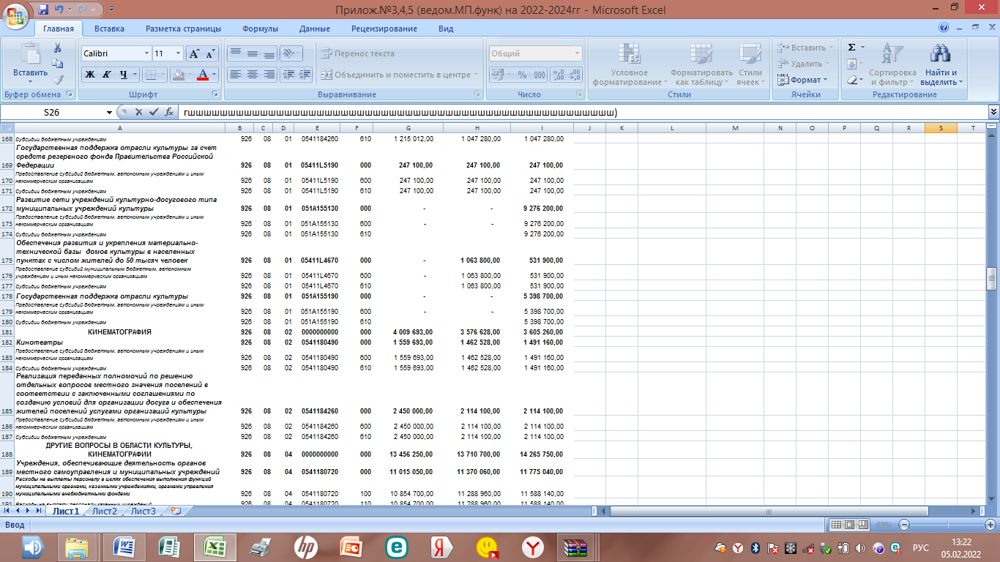 Прилож.№3,4,5 (ведом.МП.функ) на 2022-2024гг - Microsoft Excel
Главная Вставка Разметка страницы Формулы Данные Рецензирование Вид
Вставить
Calibri 11
Ж К Ч
Перенос текста
Объединить и поместить в центре
Общий
% 000
Условное форматирование
Форматировать как таблицу
Стили ячеек
Вставить
Удалить
Формат
Σ
Сортировка и фильтр
Найти и выделить
Буфер обмена Шрифт Выравнивание Число Стили Ячейки Редактирование
S26
A B C D E F G H I J K L M N O P Q R S T
168 Субсидии бюджетным учреждениям 926 08 01 0541184260 610 1 215 012,00 1 047 280,00 1 047 280,00
Государственная поддержка отрасли культуры за счет
средств резервного фонда Правительства Российской
169 Федерации 926 08 01 05411L5190 000 247 100,00 247 100,00 247 100,00
Предоставление субсидий бюджетным, автономным учреждениям и иным
170 некоммерческим организациям 926 08 01 05411L5190 600 247 100,00 247 100,00 247 100,00
171 Субсидии бюджетным учреждениям 926 08 01 05411L5190 610 247 100,00 247 100,00 247 100,00
Развитие сети учреждений культурно-досугового типа
172 муниципальных учреждений культуры 926 08 01 051A155130 000 - - 9 276 200,00
Предоставление субсидий бюджетным, автономным учреждениям и иным
173 некоммерческим организациям 926 08 01 051A155130 600 - - 9 276 200,00
174 Субсидии бюджетным учреждениям 926 08 01 051A155130 610 9 276 200,00
Обеспечения развития и укрепления материально-
технической базы домов культуры в населенных
175 пунктах с числом жителей до 50 тысяч человек 926 08 01 05411L4670 000 - 1 063 800,00 531 900,00
Предоставление субсидий муниципальным бюджетным, автономным
176 учреждениям и иным некоммерческим организациям 926 08 01 05411L4670 600 - 1 063 800,00 531 900,00
177 Субсидии бюджетным учреждениям 926 08 01 05411L4670 610 1 063 800,00 531 900,00
178 Государственная поддержка отрасли культуры 926 08 01 051A155190 000 - - 5 398 700,00
Предоставление субсидий бюджетным, автономным учреждениям и иным
179 некоммерческим организациям 926 08 01 051A155190 600 - - 5 398 700,00
180 Субсидии бюджетным учреждениям 926 08 01 051A155190 610 5 398 700,00
181 КИНЕМАТОГРАФИЯ 926 08 02 0000000000 000 4 009 693,00 3 576 628,00 3 605 260,00
182 Кинотеатры 926 08 02 0541180490 000 1 559 693,00 1 462 528,00 1 491 160,00
Предоставление субсидий бюджетным, автономным учреждениям и иным
183 некоммерческим организациям 926 08 02 0541180490 600 1 559 693,00 1 462 528,00 1 491 160,00
184 Субсидии бюджетным учреждениям 926 08 02 0541180490 610 1 559 693,00 1 462 528,00 1 491 160,00
Реализация переданных полномочий по решению
отдельных вопросов местного значения поселений в
соответствии с заключенными соглашениями по
созданию условий для организации досуга и обеспечения
185 жителей поселений услугами организаций культуры 926 08 02 0541184260 000 2 450 000,00 2 114 100,00 2 114 100,00
Предоставление субсидий бюджетным, автономным учреждениям и иным
186 некоммерческим организациям 926 08 02 0541184260 600 2 450 000,00 2 114 100,00 2 114 100,00
187 Субсидии бюджетным учреждениям 926 08 02 0541184260 610 2 450 000,00 2 114 100,00 2 114 100,00
ДРУГИЕ ВОПРОСЫ В ОБЛАСТИ КУЛЬТУРЫ,
188 КИНЕМАТОГРАФИИ 926 08 04 0000000000 000 13 456 250,00 13 710 700,00 14 265 750,00
Учреждения, обеспечивающие деятельность органов
189 местного самоуправления и муниципальных учреждений 926 08 04 0541180720 000 11 015 050,00 11 370 060,00 11 775 040,00
Расходы на выплаты персоналу в целях обеспечения выполнения функций
муниципальными органами, казенными учреждениями, органами управления
190 муниципальными внебюджетными фондами 926 08 04 0541180720 100 10 854 700,00 11 288 960,00 11 588 140,00
191 Расходы на выплату персоналу казенных учреждений 926 08 04 0541180720 110 10 854 700,00 11 288 960,00 11 588 140,00
Лист1 Лист2 Лист3
Ввод 69%
РУС 13:22
05.02.2022